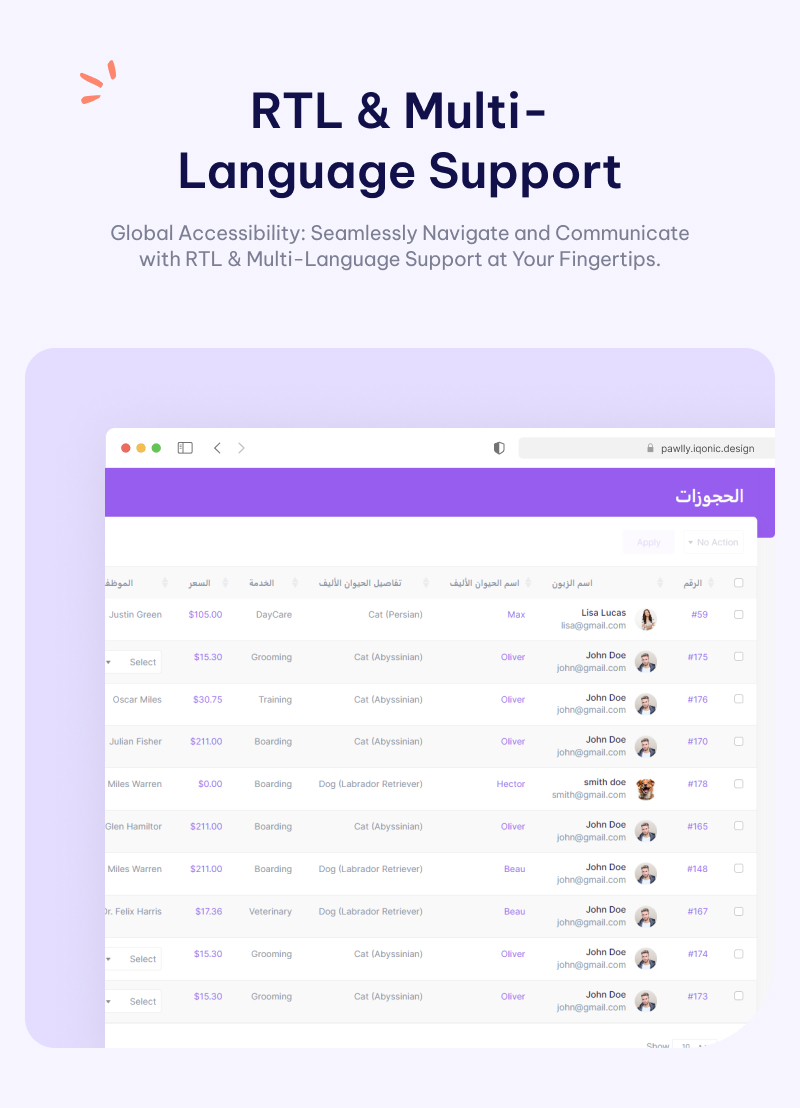 RTL & Multi-
Language Support
Global Accessibility: Seamlessly Navigate and Communicate
with RTL & Multi-Language Support at Your Fingertips.
pawlly.iqonic.design
الحجوزات
No Action Apply
الرقم اسم الزبون اسم الحيوان الأليف تفاصيل الحيوان الأليف الخدمة السعر الموظف
#59 Lisa Lucas Max Cat (Persian) DayCare $105.00 Justin Green
lisa@gmail.com
#175 John Doe Oliver Cat (Abyssinian) Grooming $15.30 Select
john@gmail.com
#176 John Doe Oliver Cat (Abyssinian) Training $30.75 Oscar Miles
john@gmail.com
#170 John Doe Oliver Cat (Abyssinian) Boarding $211.00 Julian Fisher
john@gmail.com
#178 smith doe Hector Dog (Labrador Retriever) Boarding $0.00 Miles Warren
smith@gmail.com
#165 John Doe Oliver Cat (Abyssinian) Boarding $211.00 Glen Hamiltor
john@gmail.com
#148 John Doe Beau Dog (Labrador Retriever) Boarding $211.00 Miles Warren
john@gmail.com
#167 John Doe Beau Dog (Labrador Retriever) Veterinary $17.36 Dr. Felix Harris
john@gmail.com
#174 John Doe Oliver Cat (Abyssinian) Grooming $15.30 Select
john@gmail.com
#173 John Doe Oliver Cat (Abyssinian) Grooming $15.30 Select
john@gmail.com
Show 10